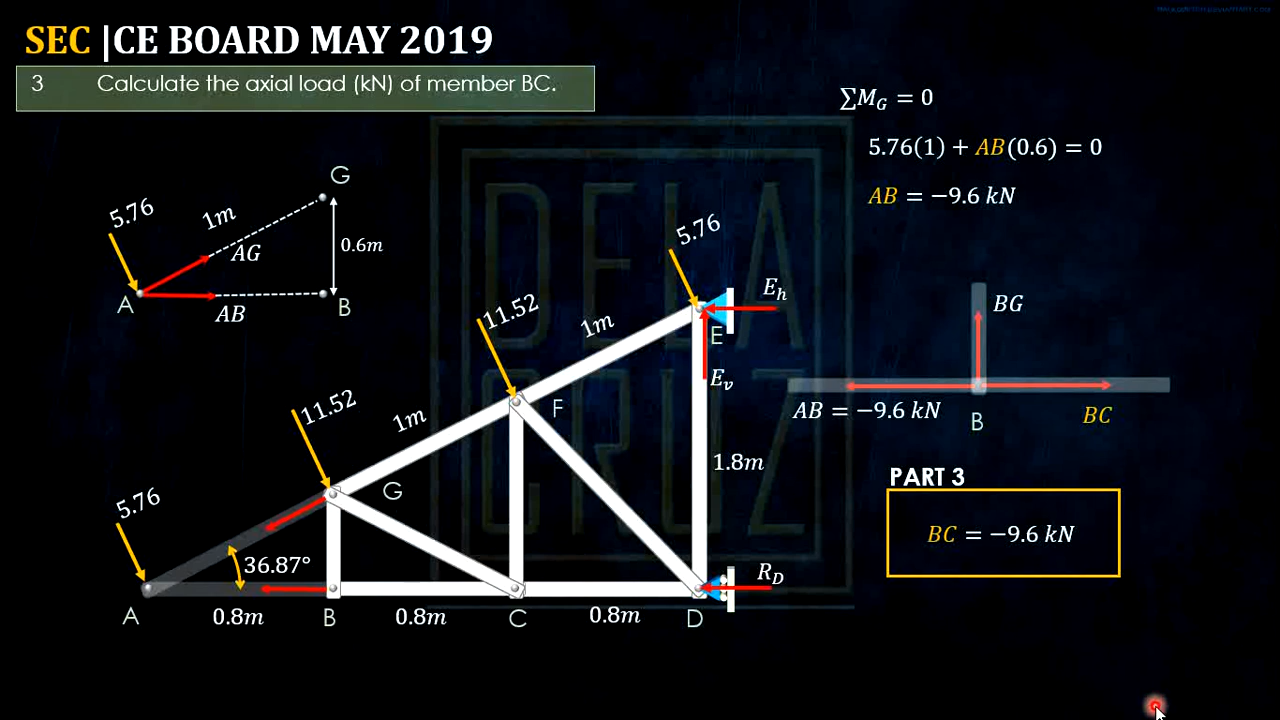 SEC |CE BOARD MAY 2019
3 Calculate the axial load (kN) of member BC.
∑M_G = 0
5.76(1) + AB(0.6) = 0
AB = −9.6 kN
G
5.76
1m
AG
0.6m
A
AB
B
5.76
E_h
11.52
1m
E
E_v
BG
11.52
1m
F
AB = −9.6 kN
B
BC
1.8m
5.76
G
PART 3
BC = −9.6 kN
36.87°
R_D
A
0.8m
B
0.8m
C
0.8m
D
DELA
CRUZ